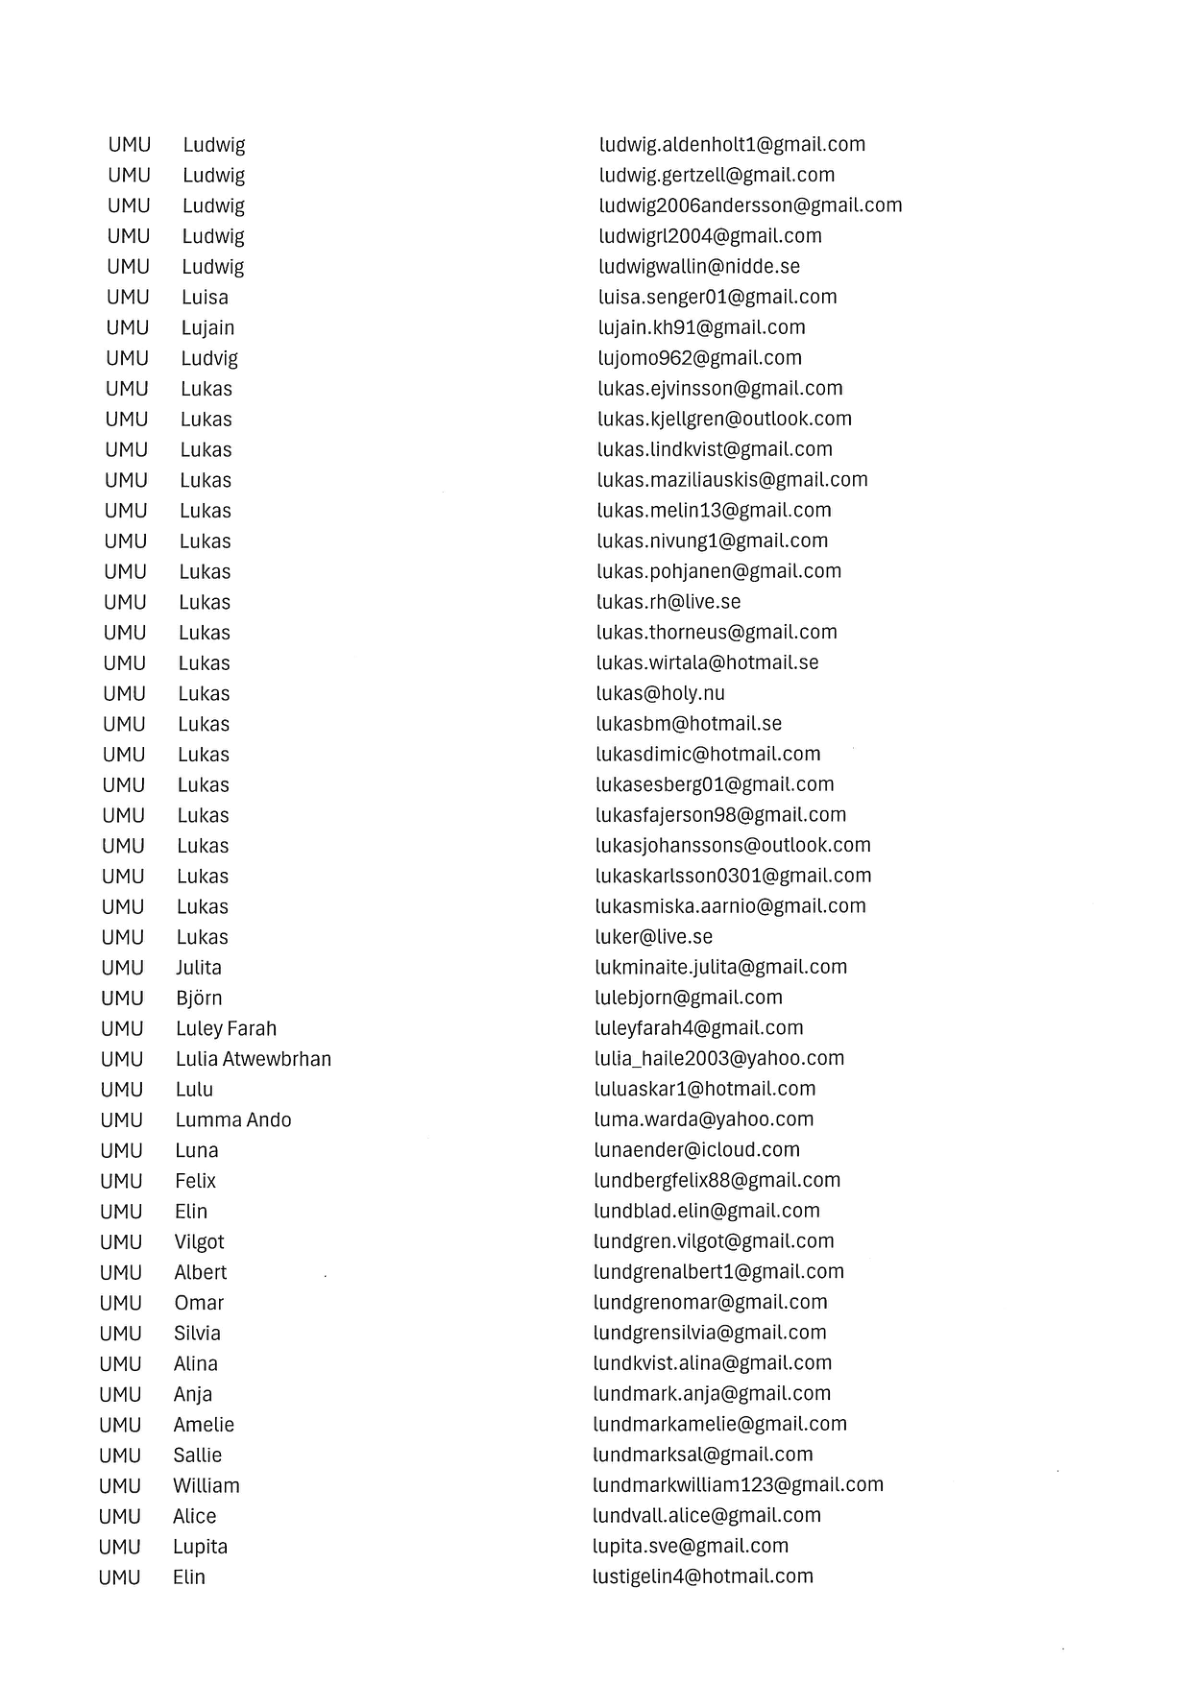 UMU Ludwig ludwig.aldenholt1@gmail.com
UMU Ludwig ludwig.gertzell@gmail.com
UMU Ludwig ludwig2006andersson@gmail.com
UMU Ludwig ludwigrl2004@gmail.com
UMU Ludwig ludwigwallin@nidde.se
UMU Luisa luisa.senger01@gmail.com
UMU Lujain lujain.kh91@gmail.com
UMU Ludvig lujomo962@gmail.com
UMU Lukas lukas.ejvinsson@gmail.com
UMU Lukas lukas.kjellgren@outlook.com
UMU Lukas lukas.lindkvist@gmail.com
UMU Lukas lukas.maziliauskis@gmail.com
UMU Lukas lukas.melin13@gmail.com
UMU Lukas lukas.nivung1@gmail.com
UMU Lukas lukas.pohjanen@gmail.com
UMU Lukas lukas.rh@live.se
UMU Lukas lukas.thorneus@gmail.com
UMU Lukas lukas.wirtala@hotmail.se
UMU Lukas lukas@holy.nu
UMU Lukas lukasbm@hotmail.se
UMU Lukas lukasdimic@hotmail.com
UMU Lukas lukasesberg01@gmail.com
UMU Lukas lukasfajerson98@gmail.com
UMU Lukas lukasjohanssons@outlook.com
UMU Lukas lukaskarlsson0301@gmail.com
UMU Lukas lukasmiska.aarnio@gmail.com
UMU Lukas luker@live.se
UMU Julita lukminaite.julita@gmail.com
UMU Björn lulebjorn@gmail.com
UMU Luley Farah luleyfarah4@gmail.com
UMU Lulia Atwewbrhan lulia_haile2003@yahoo.com
UMU Lulu luluaskar1@hotmail.com
UMU Lumma Ando luma.warda@yahoo.com
UMU Luna lunaender@icloud.com
UMU Felix lundbergfelix88@gmail.com
UMU Elin lundblad.elin@gmail.com
UMU Vilgot lundgren.vilgot@gmail.com
UMU Albert lundgrenalbert1@gmail.com
UMU Omar lundgrenomar@gmail.com
UMU Silvia lundgrensilvia@gmail.com
UMU Alina lundkvist.alina@gmail.com
UMU Anja lundmark.anja@gmail.com
UMU Amelie lundmarkamelie@gmail.com
UMU Sallie lundmarksal@gmail.com
UMU William lundmarkwilliam123@gmail.com
UMU Alice lundvall.alice@gmail.com
UMU Lupita lupita.sve@gmail.com
UMU Elin lustigelin4@hotmail.com